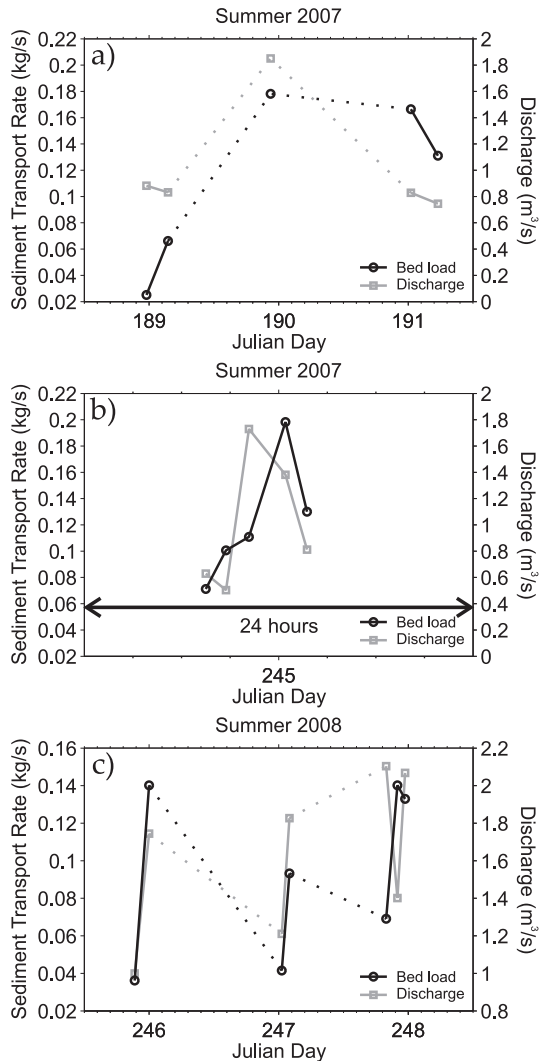 Summer 2007
a)
Sediment Transport Rate (kg/s)
0.22
0.2
0.18
0.16
0.14
0.12
0.1
0.08
0.06
0.04
0.02
2
1.8
1.6
1.4
1.2
1
0.8
0.6
0.4
0.2
0
Discharge (m³/s)
Bed load
Discharge
189 190 191
Julian Day
Summer 2007
b)
Sediment Transport Rate (kg/s)
0.22
0.2
0.18
0.16
0.14
0.12
0.1
0.08
0.06
0.04
0.02
2
1.8
1.6
1.4
1.2
1
0.8
0.6
0.4
0.2
0
Discharge (m³/s)
24 hours
Bed load
Discharge
245
Julian Day
Summer 2008
c)
Sediment Transport Rate (kg/s)
0.16
0.14
0.12
0.1
0.08
0.06
0.04
0.02
2.2
2
1.8
1.6
1.4
1.2
1
0.8
Discharge (m³/s)
Bed load
Discharge
246 247 248
Julian Day